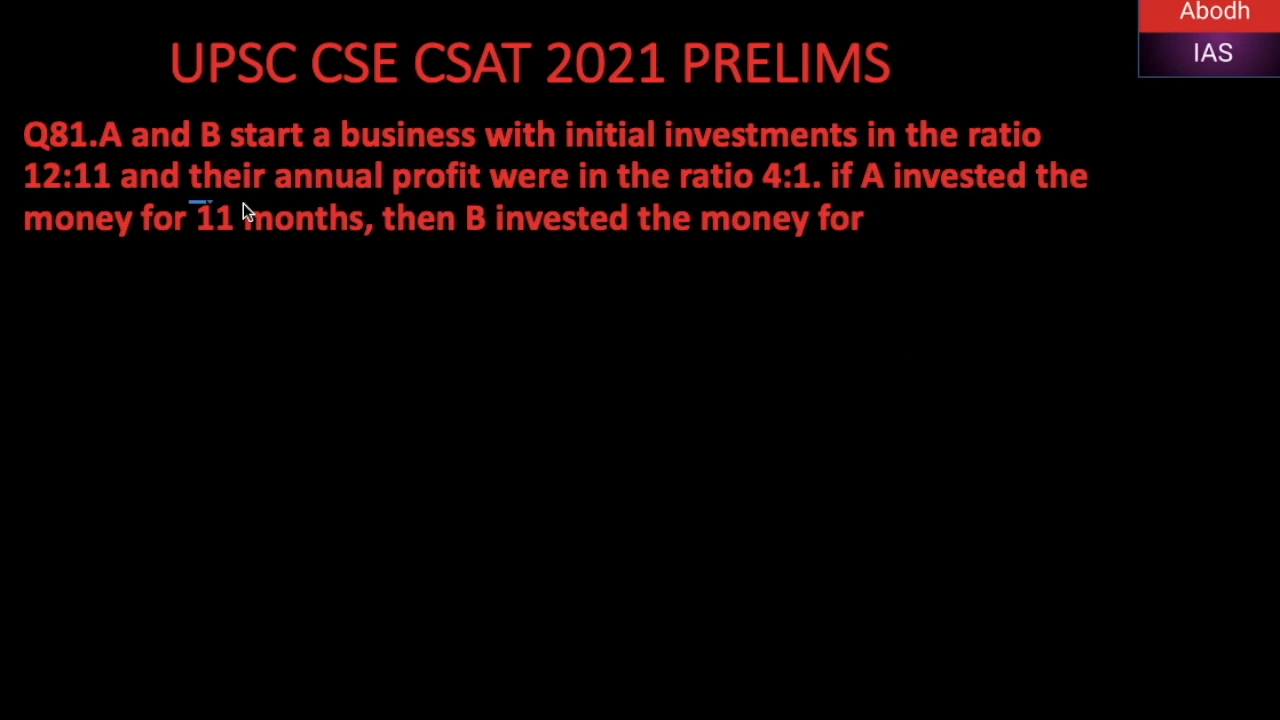 Abodh
IAS
UPSC CSE CSAT 2021 PRELIMS
Q81.A and B start a business with initial investments in the ratio
12:11 and their annual profit were in the ratio 4:1. if A invested the
money for 11 months, then B invested the money for